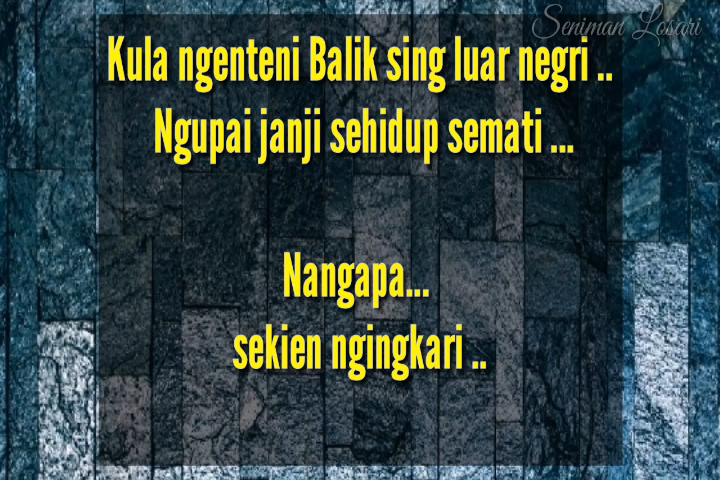 Seniman Losari
Kula ngenteni Balik sing luar negri ..
Ngupai janji sehidup semati ...
Nangapa...
sekien ngingkari ..